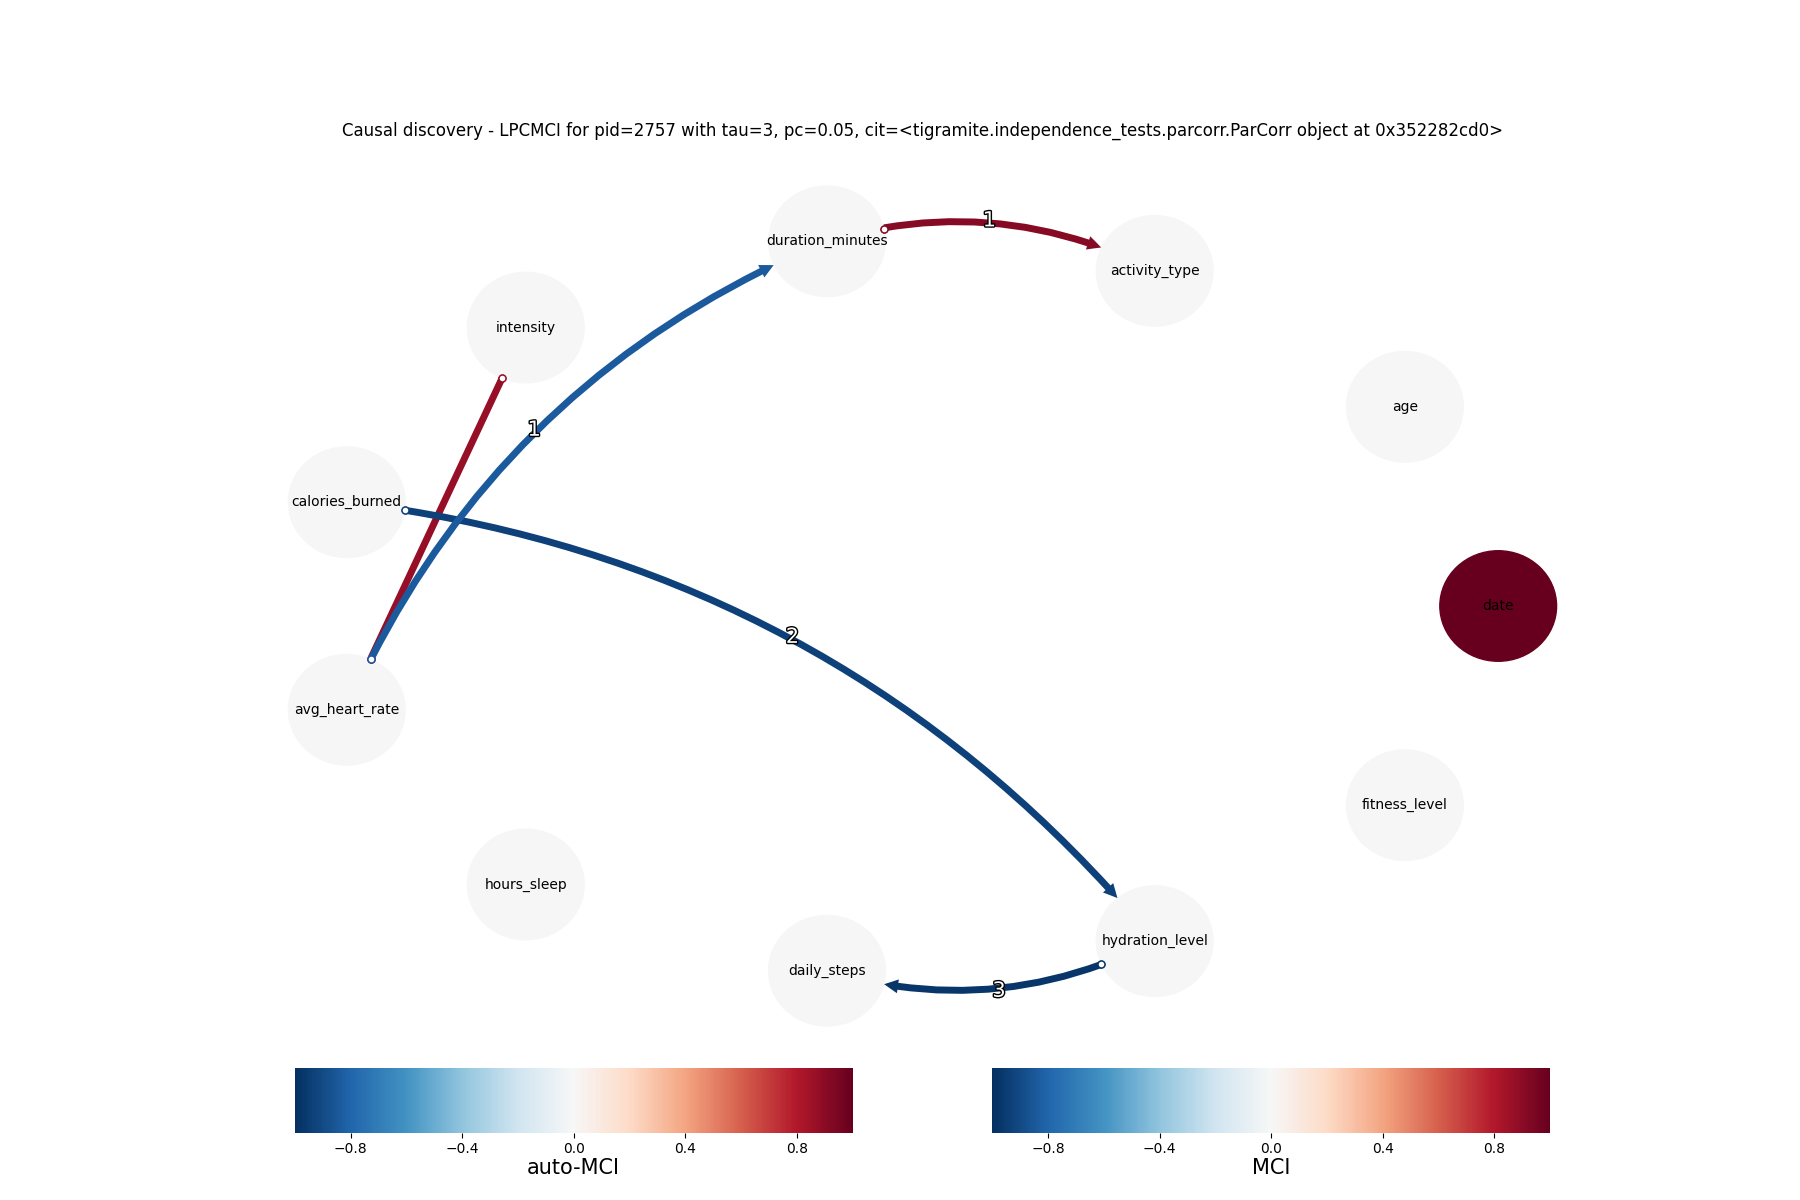 Causal discovery - LPCMCI for pid=2757 with tau=3, pc=0.05, cit=<tigramite.independence_tests.parcorr.ParCorr object at 0x352282cd0>
1
duration_minutes
activity_type
intensity
age
1
calories_burned
date
2
avg_heart_rate
fitness_level
hours_sleep
hydration_level
daily_steps
3
−0.8 −0.4 0.0 0.4 0.8
auto-MCI
−0.8 −0.4 0.0 0.4 0.8
MCI